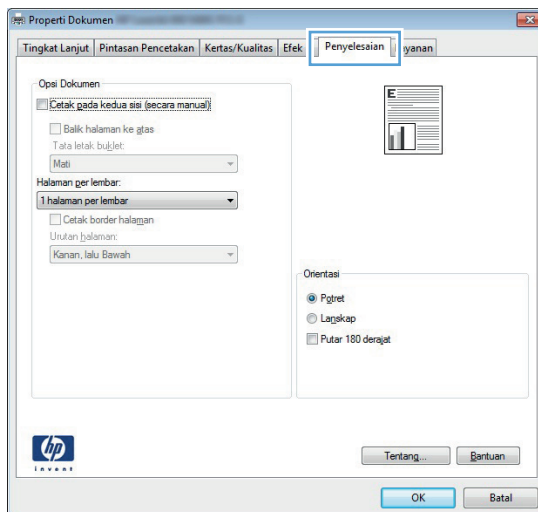 Properti Dokumen
Tingkat Lanjut Pintasan Pencetakan Kertas/Kualitas Efek Penyelesaian yanan
Opsi Dokumen
Cetak pada kedua sisi (secara manual)
Balik halaman ke atas
Tata letak buklet:
Mati
Halaman per lembar:
1 halaman per lembar
Cetak border halaman
Urutan halaman:
Kanan, lalu Bawah
E
Orientasi
Potret
Lanskap
Putar 180 derajat
hp
invent
Tentang... Bantuan
OK Batal